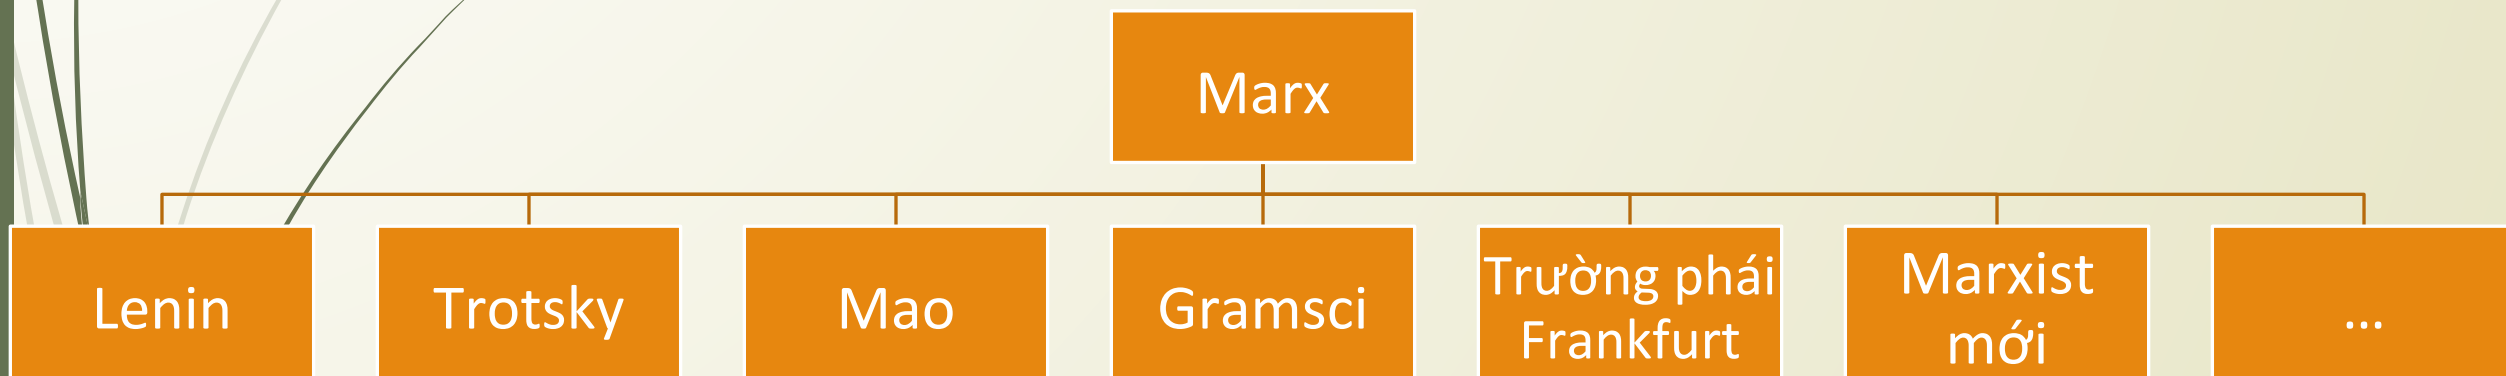 Marx
Lenin
Trotsky
Mao
Gramsci
Trường phái
Frankfurt
Marxist
mới
...